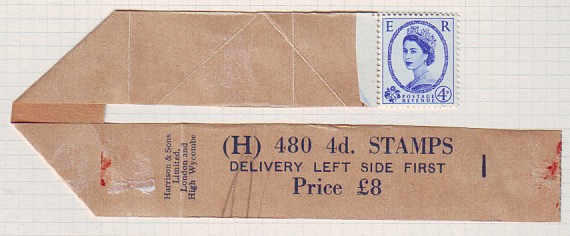 E R
POSTAGE
REVENUE
4D
Harrison & Sons
Limited,
London and
High Wycombe
(H) 480 4d. STAMPS
DELIVERY LEFT SIDE FIRST
Price £8
I